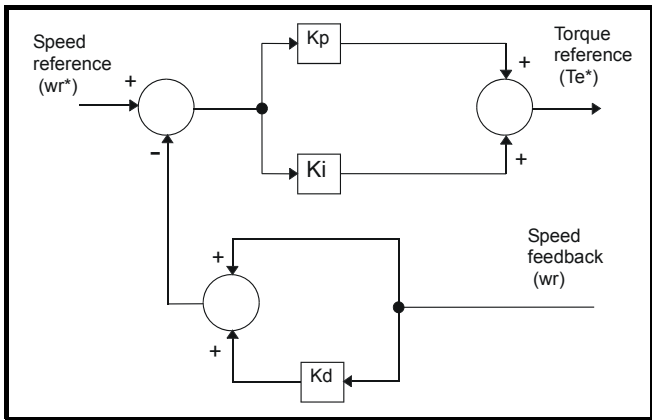 Speed
reference
(wr*)
+
-
Kp
Ki
+
+
Torque
reference
(Te*)
Speed
feedback
(wr)
+
+
Kd